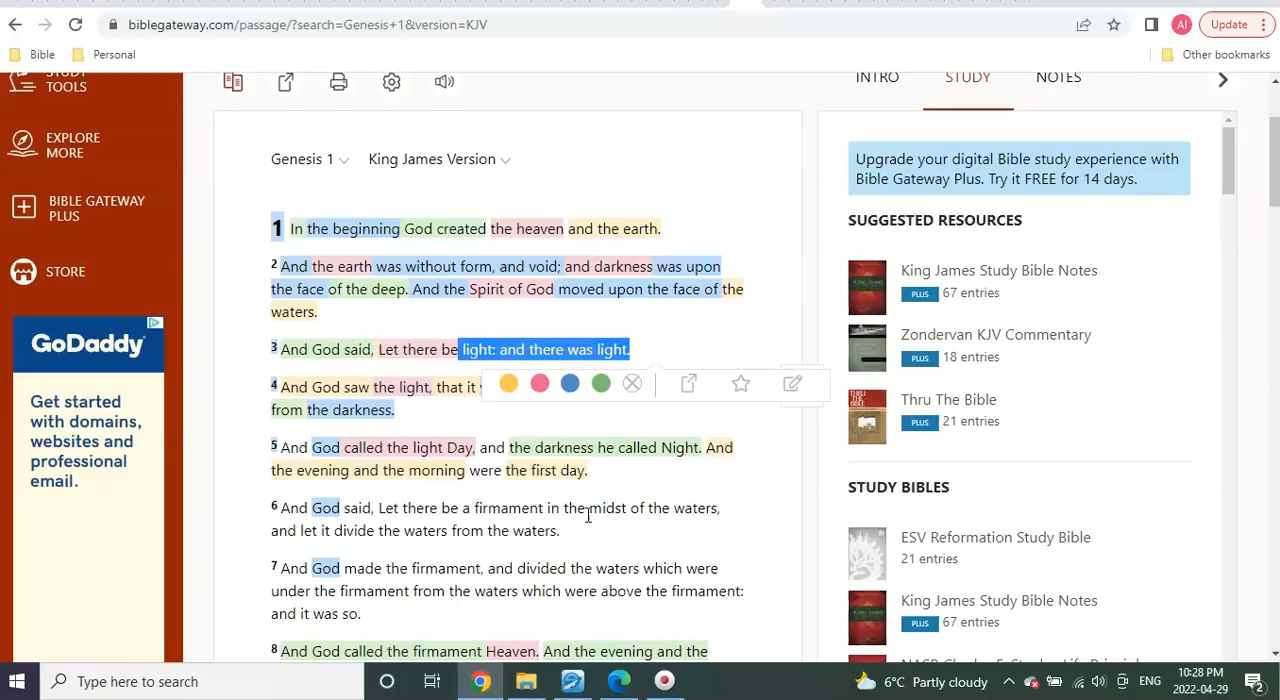 biblegateway.com/passage/?search=Genesis+1&version=KJV
AI
Update
Bible
Personal
Other bookmarks
STUDY
TOOLS
EXPLORE
MORE
BIBLE GATEWAY
PLUS
STORE
GoDaddy
Get started
with domains,
websites and
professional
email.
Genesis 1
King James Version
1 In the beginning God created the heaven and the earth.
2 And the earth was without form, and void; and darkness was upon
the face of the deep. And the Spirit of God moved upon the face of the
waters.
3 And God said, Let there be light: and there was light.
4 And God saw the light, that it
from the darkness.
5 And God called the light Day, and the darkness he called Night. And
the evening and the morning were the first day.
6 And God said, Let there be a firmament in the midst of the waters,
and let it divide the waters from the waters.
7 And God made the firmament, and divided the waters which were
under the firmament from the waters which were above the firmament:
and it was so.
8 And God called the firmament Heaven. And the evening and the
INTRO
STUDY
NOTES
Upgrade your digital Bible study experience with
Bible Gateway Plus. Try it FREE for 14 days.
SUGGESTED RESOURCES
King James Study Bible Notes
PLUS 67 entries
Zondervan KJV Commentary
PLUS 18 entries
Thru The Bible
PLUS 21 entries
STUDY BIBLES
ESV Reformation Study Bible
21 entries
King James Study Bible Notes
PLUS 67 entries
Type here to search
6°C Partly cloudy
ENG
10:28 PM
2022-04-29
2